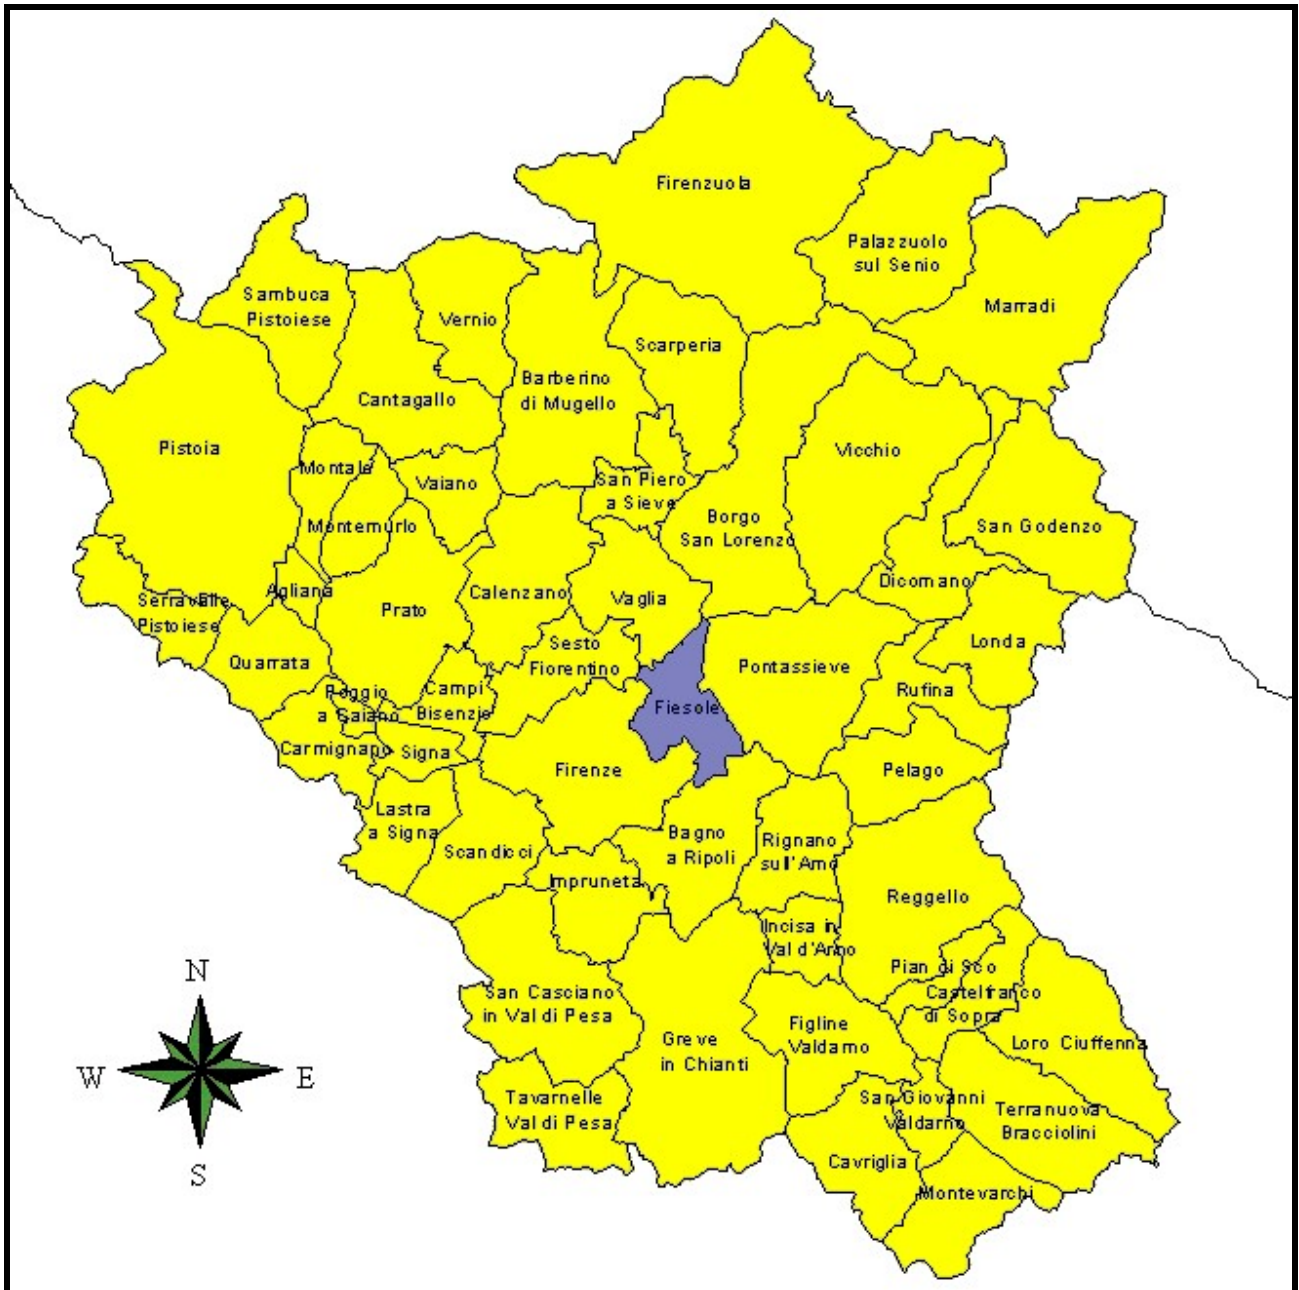 Firenzuola
Palazzuolo
sul Senio
Marradi
Sambuca
Pistoiese
Vernio
Scarperia
Barberino
di Mugello
Cantagallo
Pistoia
Vicchio
Montale
Vaiano
San Piero
a Sieve
Montemurlo
Borgo
San Lorenzo
San Godenzo
Dicomano
Agliana
Calenzano
Vaglia
Prato
Serravalle
Pistoiese
Sesto
Fiorentino
Londa
Quarrata
Pontassieve
Rufina
Poggio
a Caiano
Campi
Bisenzio
Fiesole
Carmignano
Signa
Firenze
Pelago
Lastra
a Signa
Scandicci
Bagno
a Ripoli
Rignano
sull'Arno
Impruneta
Reggello
Incisa in
Val d'Arno
Pian di Sco
Castelfranco
di Sopra
San Casciano
in Val di Pesa
Greve
in Chianti
Figline
Valdarno
Loro Ciuffenna
Tavarnelle
Val di Pesa
San Giovanni
Valdarno
Terranuova
Bracciolini
Cavriglia
Montevarchi
N
W
E
S